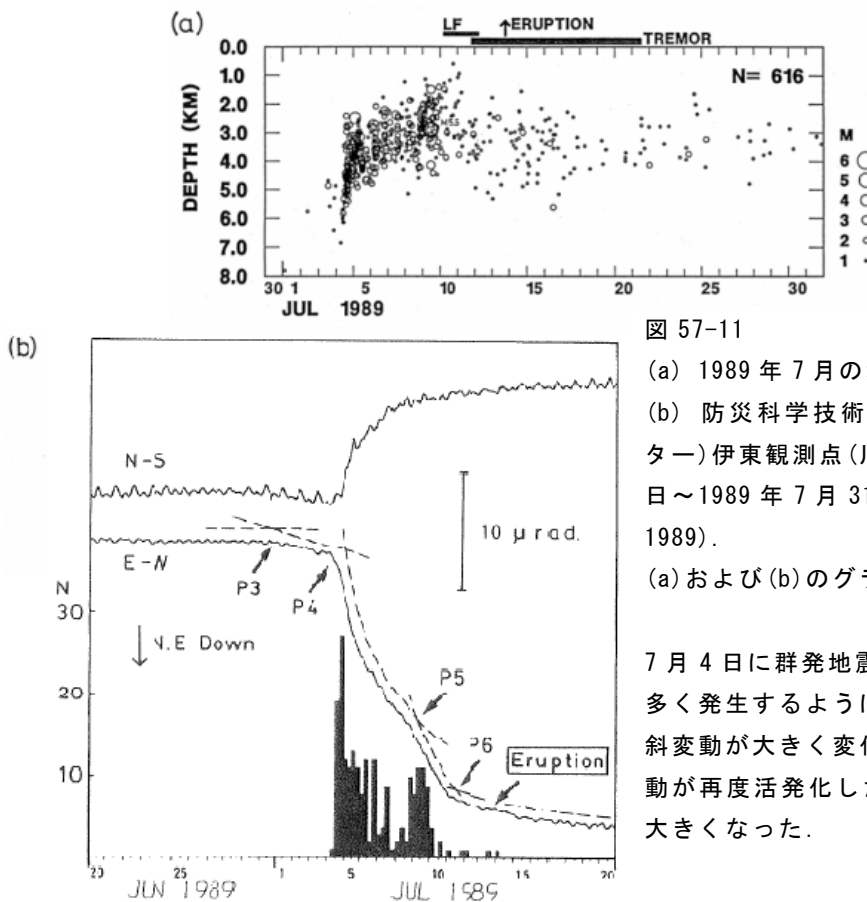 (a)
LF
↑ERUPTION
TREMOR
0.0
1.0
2.0
3.0
4.0
5.0
6.0
7.0
8.0
DEPTH (KM)
N= 616
M
6
5
4
3
2
1
30 1 5 10 15 20 25 30
JUL 1989
(b)
N-S
E-N
10 μrad.
P3
P4
P5
P6
Eruption
N
30
20
10
N.E Down
20 25 1 5 10 15 20
JUN 1989 JUL 1989
図 57-11
(a) 1989 年 7 月の
(b) 防災科学技術
ター)伊東観測点(
日～1989 年 7 月 31
1989).
(a)および(b)のグラ
7 月 4 日に群発地震
多く発生するように
斜変動が大きく変化
動が再度活発化した
大きくなった.